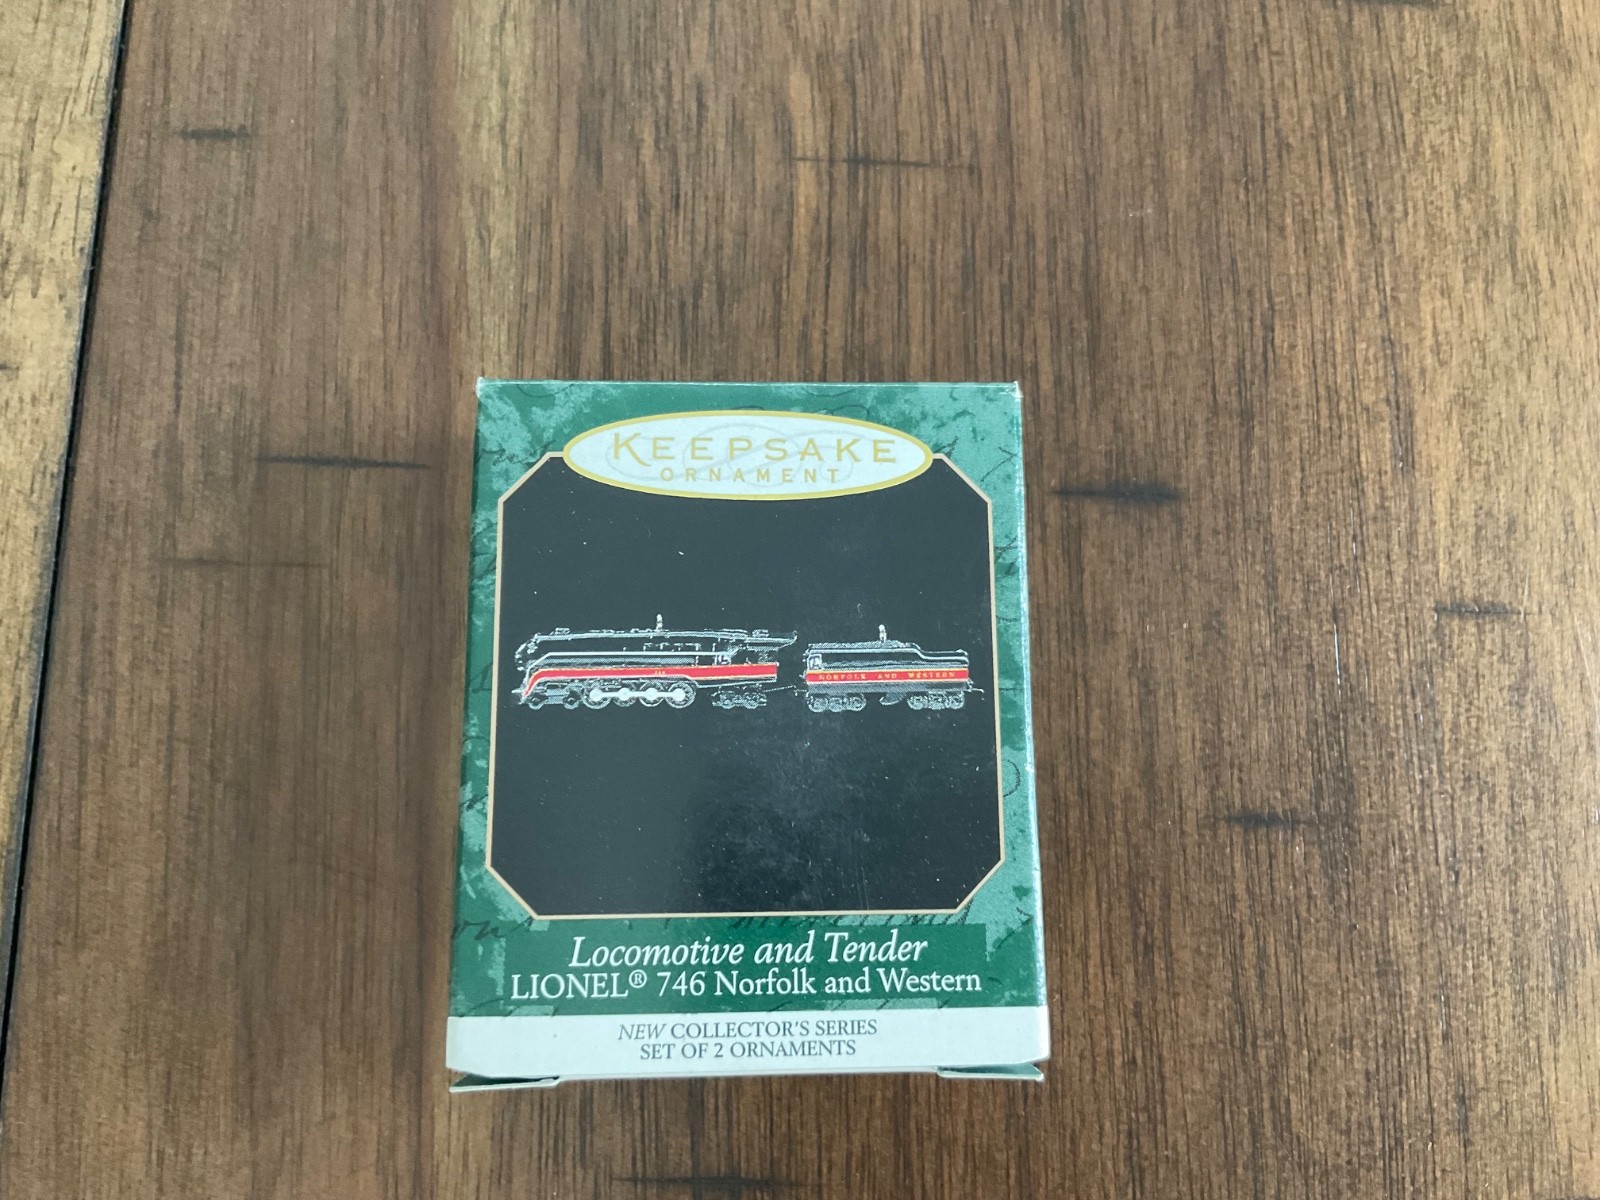 KEEPSAKE
ORNAMENT
NORFOLK AND WESTERN
Locomotive and Tender
LIONEL® 746 Norfolk and Western
NEW COLLECTOR'S SERIES
SET OF 2 ORNAMENTS